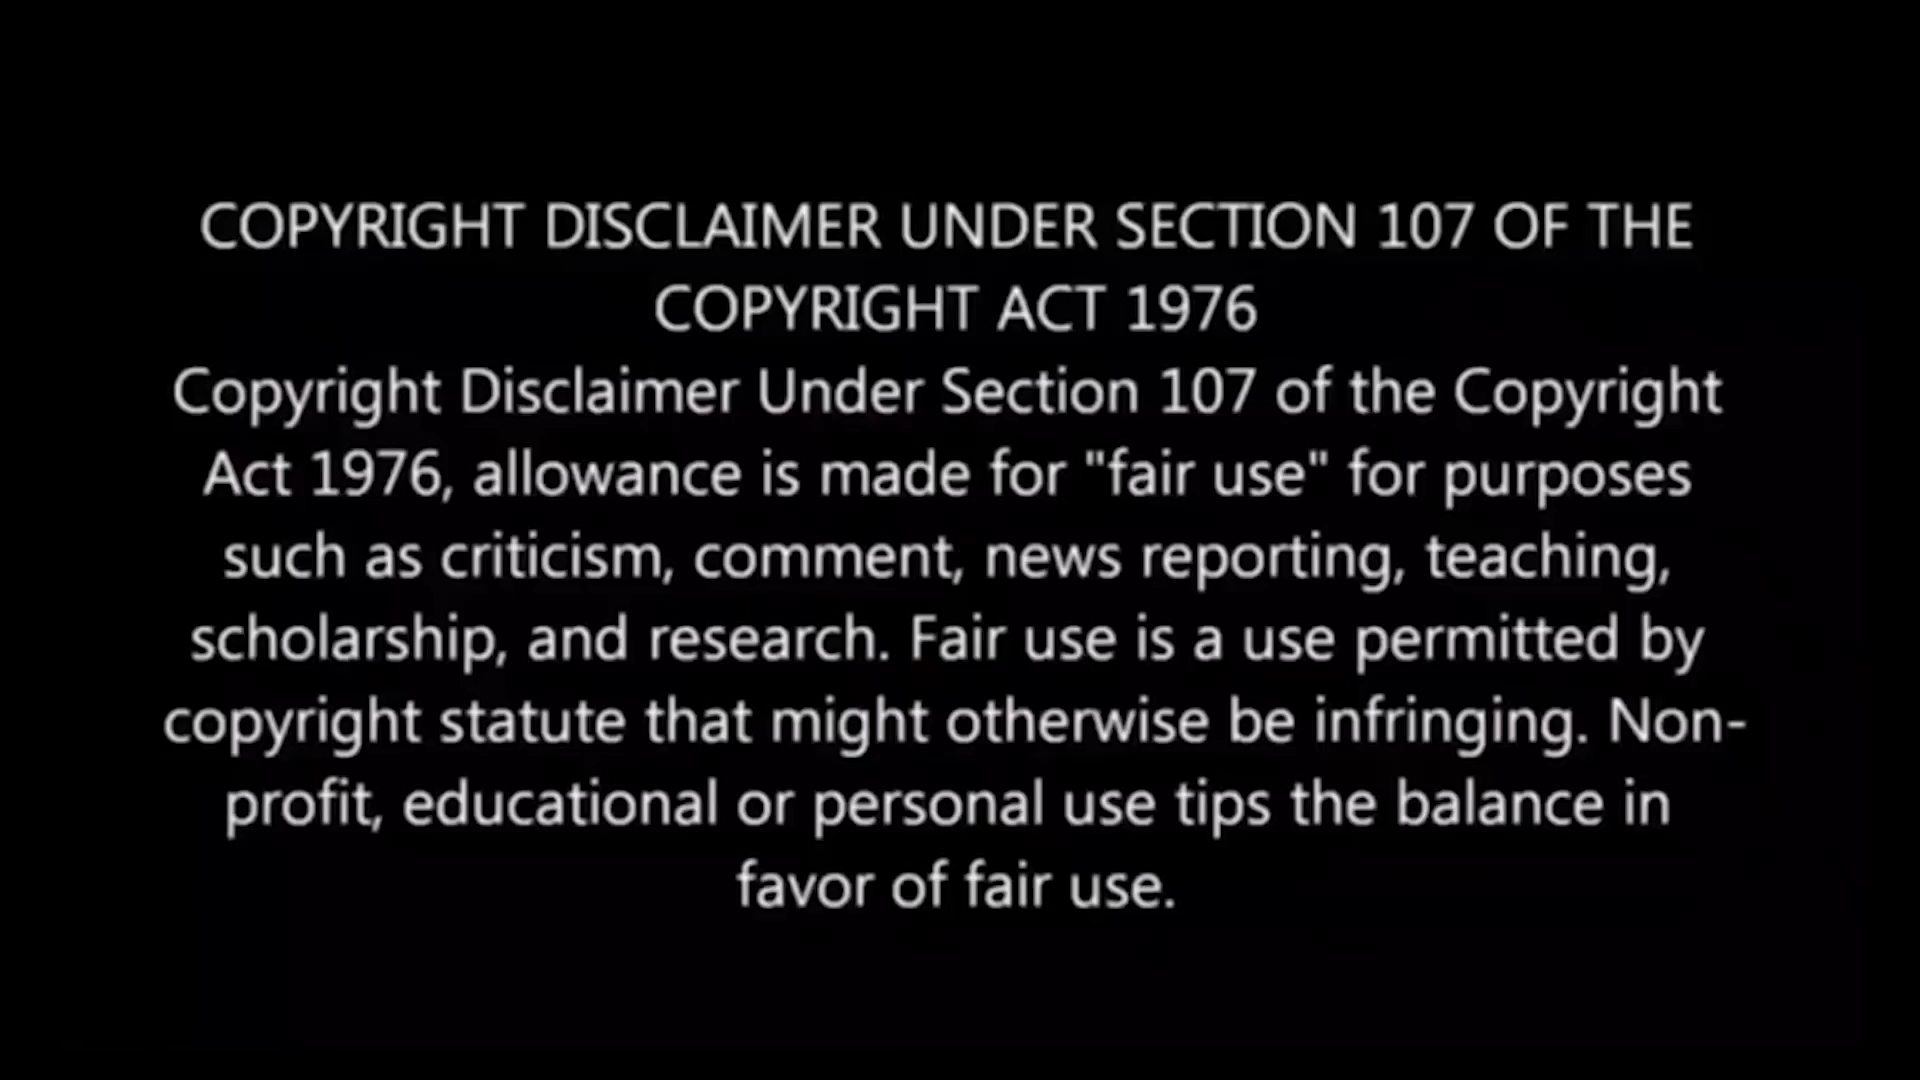 COPYRIGHT DISCLAIMER UNDER SECTION 107 OF THE
COPYRIGHT ACT 1976
Copyright Disclaimer Under Section 107 of the Copyright
Act 1976, allowance is made for "fair use" for purposes
such as criticism, comment, news reporting, teaching,
scholarship, and research. Fair use is a use permitted by
copyright statute that might otherwise be infringing. Non-
profit, educational or personal use tips the balance in
favor of fair use.